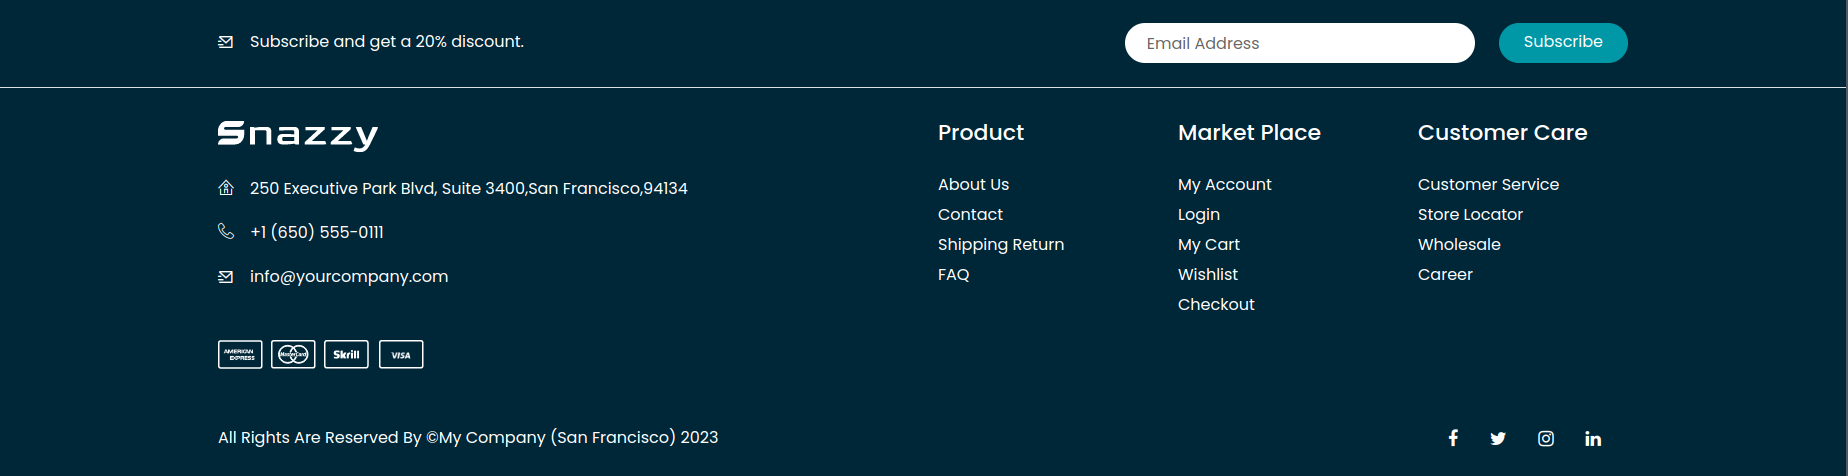 Subscribe and get a 20% discount.
Email Address
Subscribe
Snazzy
250 Executive Park Blvd, Suite 3400,San Francisco,94134
+1 (650) 555-0111
info@yourcompany.com
AMERICAN
EXPRESS
MasterCard
Skrill
VISA
Product
About Us
Contact
Shipping Return
FAQ
Market Place
My Account
Login
My Cart
Wishlist
Checkout
Customer Care
Customer Service
Store Locator
Wholesale
Career
All Rights Are Reserved By ©My Company (San Francisco) 2023